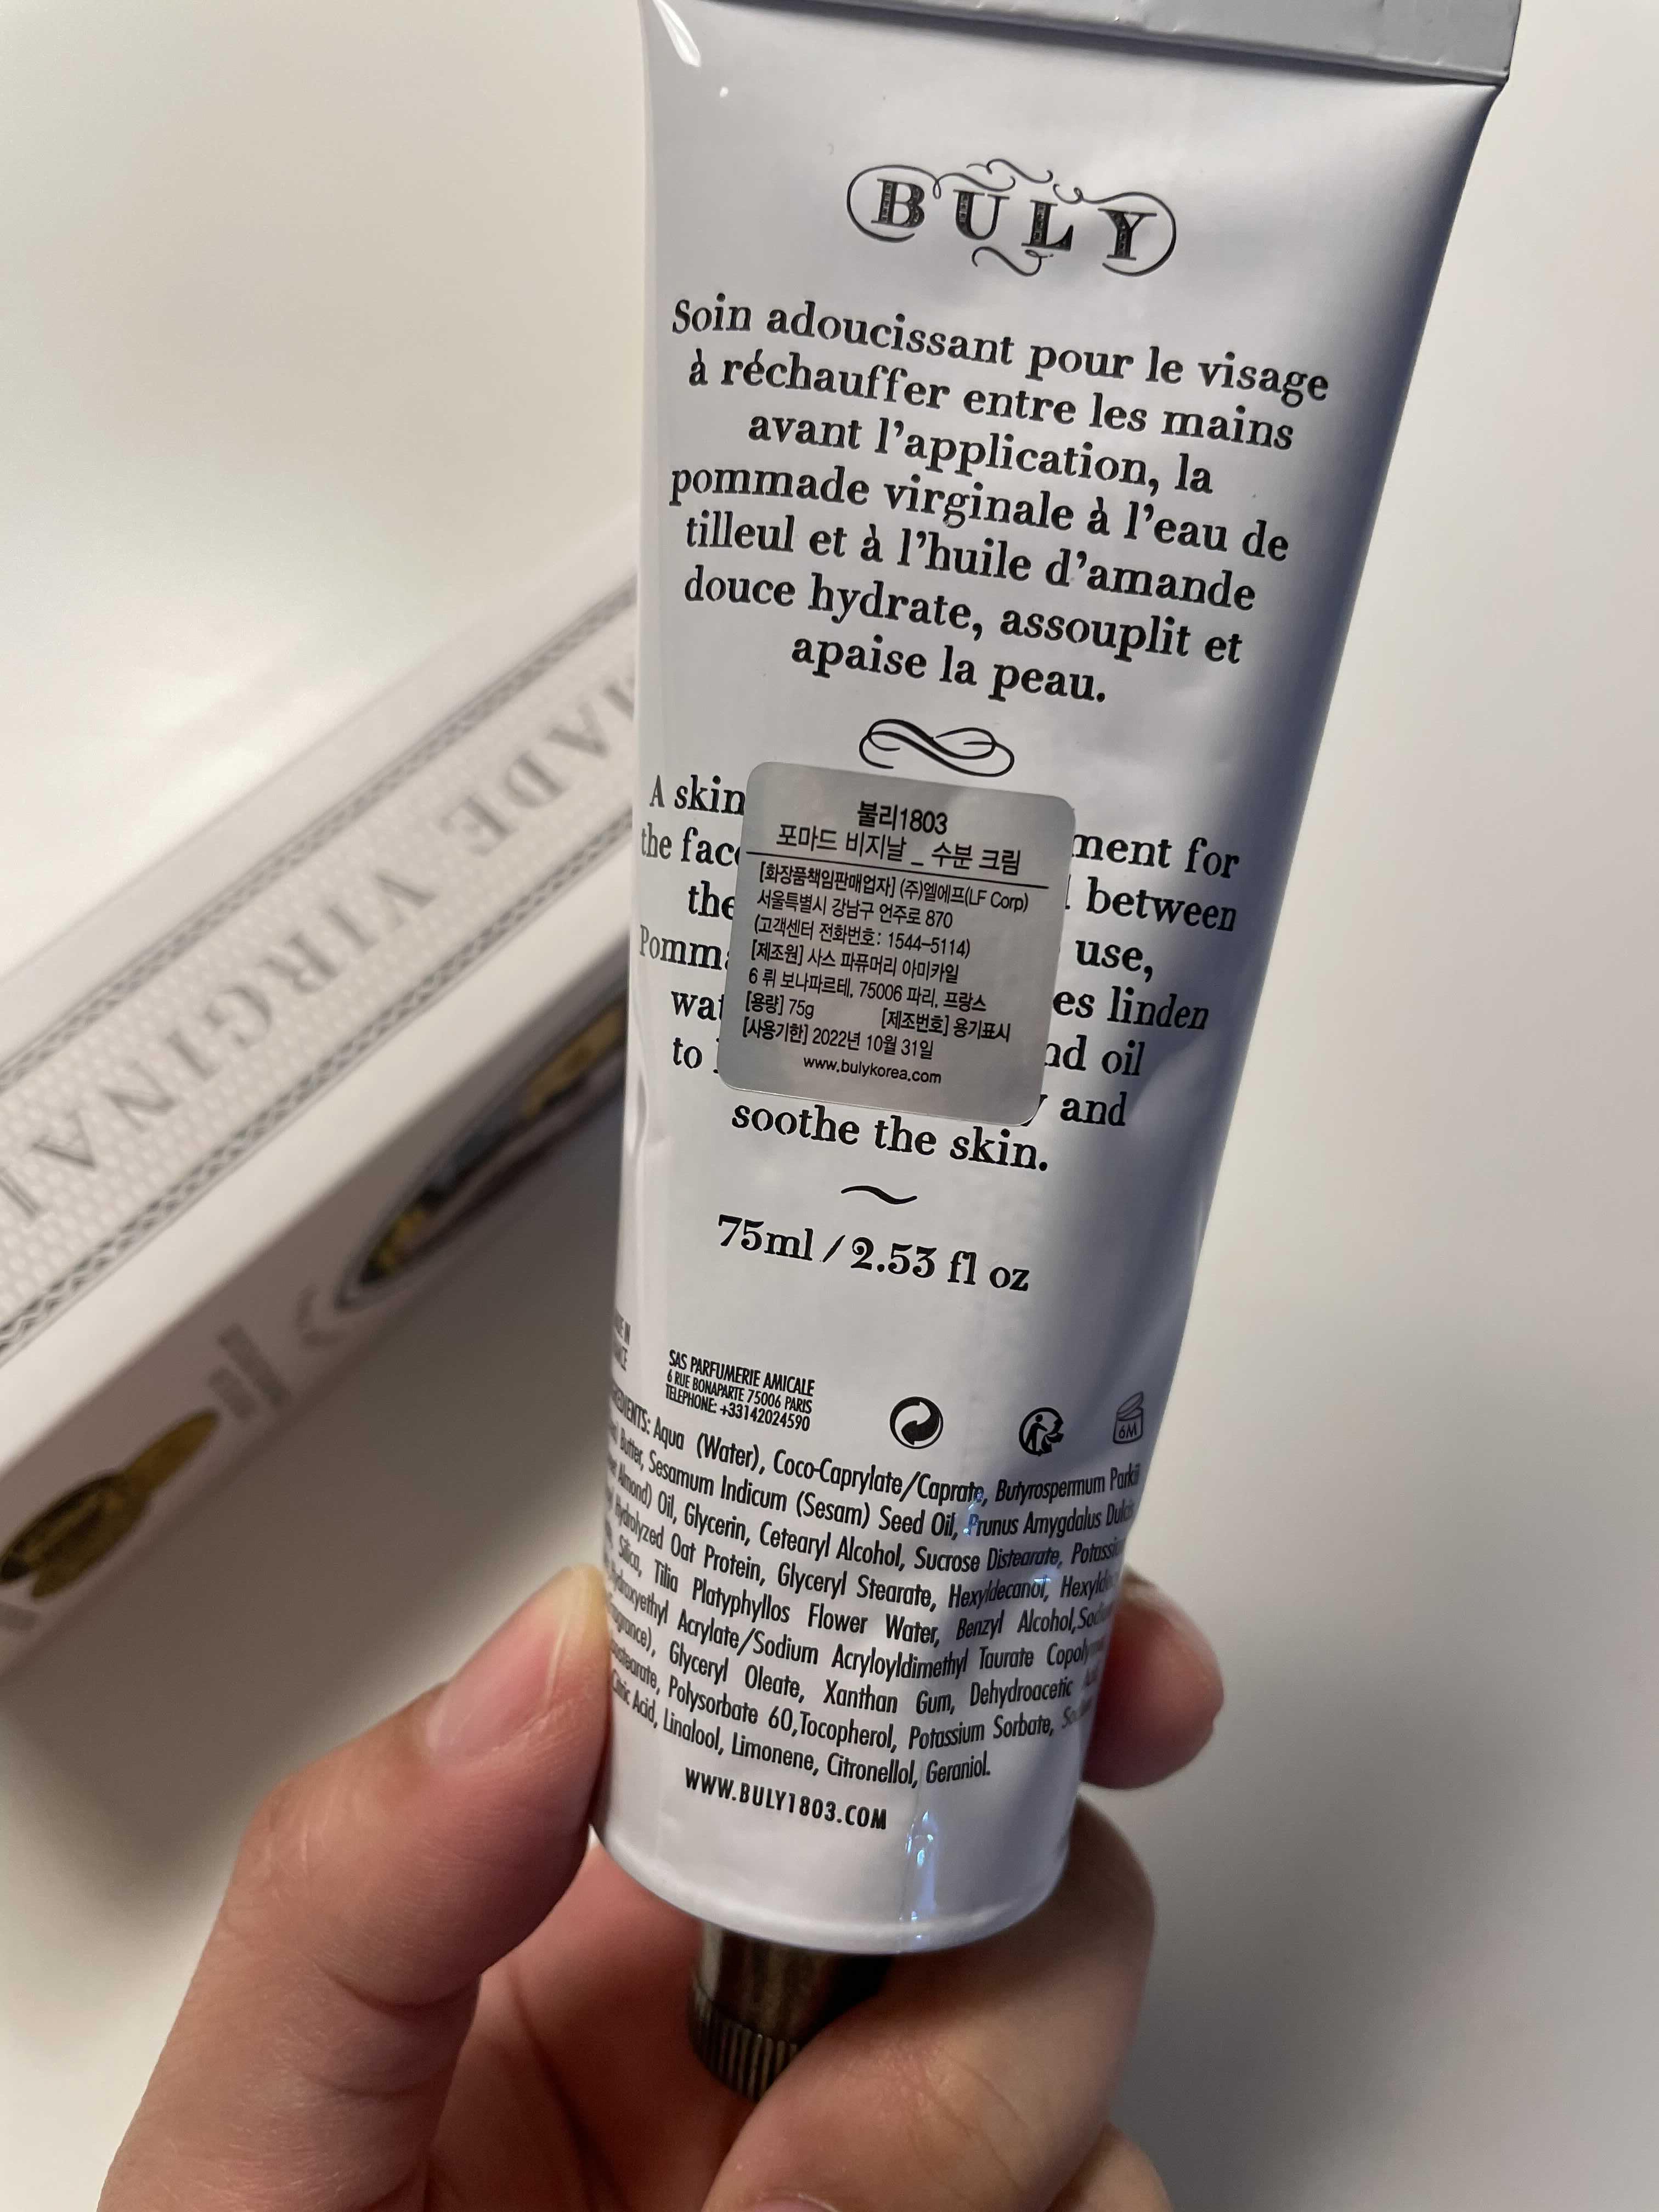 BULY
Soin adoucissant pour le visage
à réchauffer entre les mains
avant l'application, la
pommade virginale à l'eau de
tilleul et à l'huile d'amande
douce hydrate, assouplit et
apaise la peau.
A skin
ment for
the
between
the
use,
es linden
to
oil
and
soothe the skin.
불리1803
포마드 비지날 _ 수분 크림
[화장품책임판매업자] (주)엘에프(LF Corp)
서울특별시 강남구 언주로 870
(고객센터 전화번호: 1544-5114)
[제조원] 사스 파퓨머리 아미카일
6 뤼 보나파르테, 75006 파리, 프랑스
[용량] 75g [제조번호] 용기표시
[사용기한] 2022년 10월 31일
www.bulykorea.com
75ml / 2.53 fl oz
SAS PARFUMERIE AMICALE
6 RUE BONAPARTE 75006 PARIS
TELEPHONE: +33142024590
6M
Aqua (Water), Coco-Caprylate/Caprate, Butyrospermum Parkii
Butter, Sesamum Indicum (Sesam) Seed Oil, Prunus Amygdalus
Almond) Oil, Glycerin, Cetearyl Alcohol, Sucrose Distearate,
Hydrolyzed Oat Protein, Glyceryl Stearate, Hexyldecanol,
Silica, Tilia Platyphyllos Flower Water, Benzyl Alcohol,
Hydroxyethyl Acrylate/Sodium Acryloyldimethyl Taurate
Glyceryl Oleate, Xanthan Gum, Dehydroacetic
Polysorbate 60,Tocopherol, Potassium Sorbate,
Citric Acid, Linalool, Limonene, Citronellol, Geraniol.
WWW.BULY1803.COM
VIRGINAL